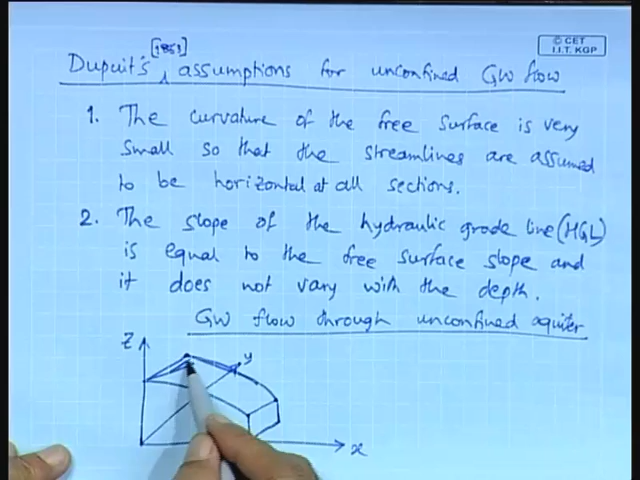 © CET
I.I.T. KGP
[1863]
Dupuit's ∧ assumptions for unconfined GW flow
1. The curvature of the free surface is very
small so that the streamlines are assumed
to be horizontal at all sections.
2. The slope of the hydraulic grade line (HGL)
is equal to the free surface slope and
it does not vary with the depth.
GW flow through unconfined aquifer
Z
y
x